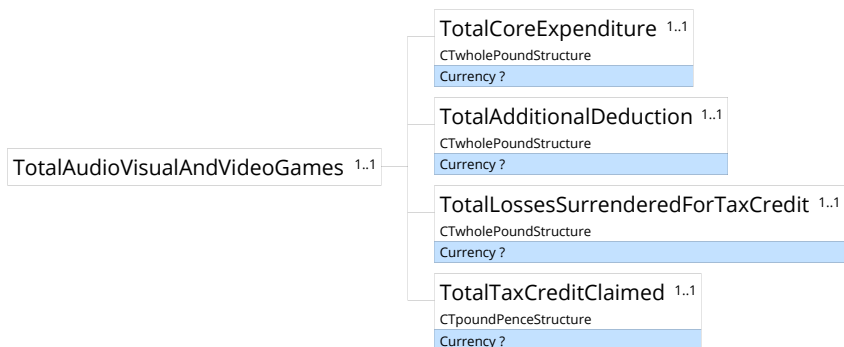 TotalCoreExpenditure 1..1
CTwholePoundStructure
Currency ?
TotalAdditionalDeduction 1..1
CTwholePoundStructure
Currency ?
TotalAudioVisualAndVideoGames 1..1
TotalLossesSurrenderedForTaxCredit 1..1
CTwholePoundStructure
Currency ?
TotalTaxCreditClaimed 1..1
CTpoundPenceStructure
Currency ?